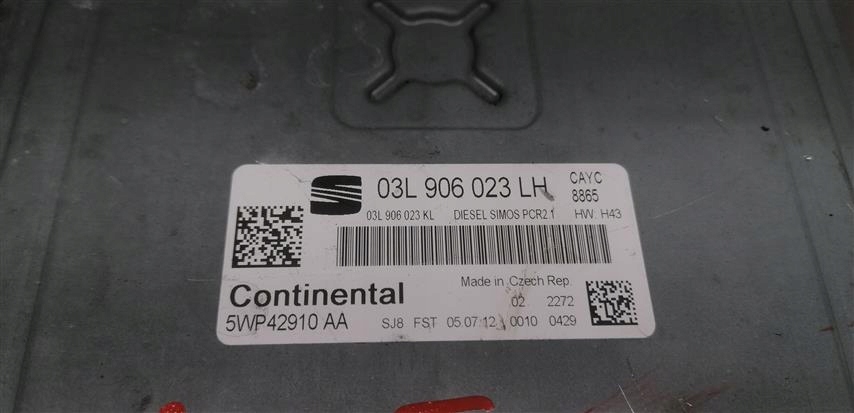 03L 906 023 LH CAYC
8865
03L 906 023 KL DIESEL SIMOS PCR2.1 HW: H43
Made in Czech Rep.
Continental 02 2272
5WP42910 AA SJ8 FST 05.07.12 0010 0429